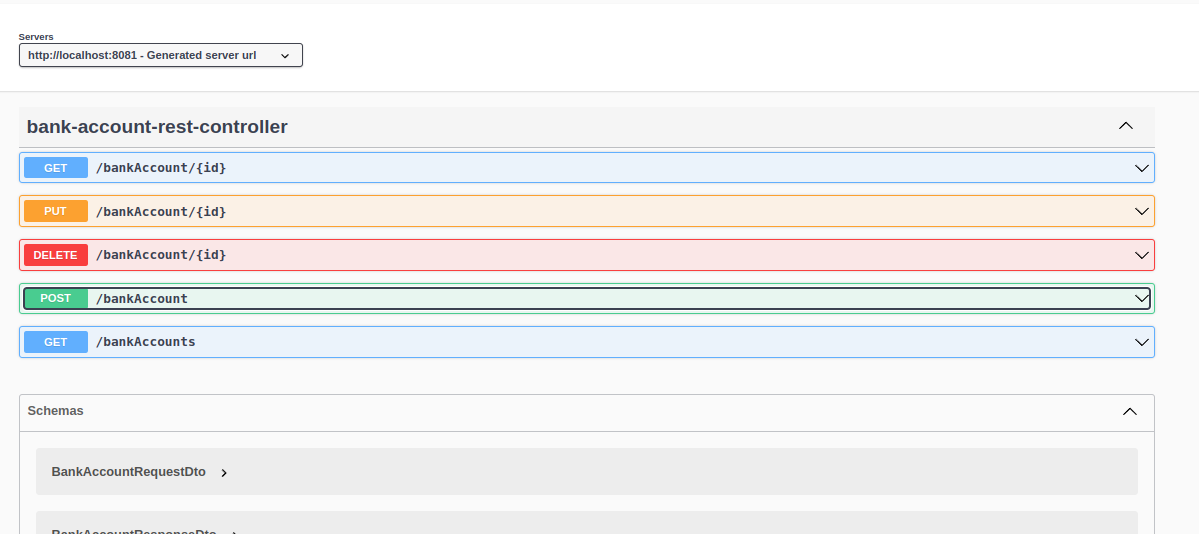 Servers
http://localhost:8081 - Generated server url
bank-account-rest-controller
GET /bankAccount/{id}
PUT /bankAccount/{id}
DELETE /bankAccount/{id}
POST /bankAccount
GET /bankAccounts
Schemas
BankAccountRequestDto
BankAccountResponseDto